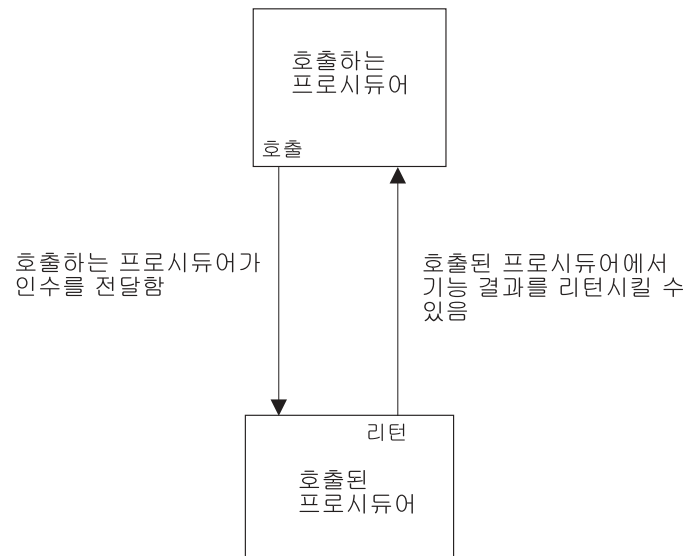 호출하는
프로시듀어
호출
호출하는 프로시듀어가
인수를 전달함
호출된 프로시듀어에서
기능 결과를 리턴시킬 수
있음
리턴
호출된
프로시듀어